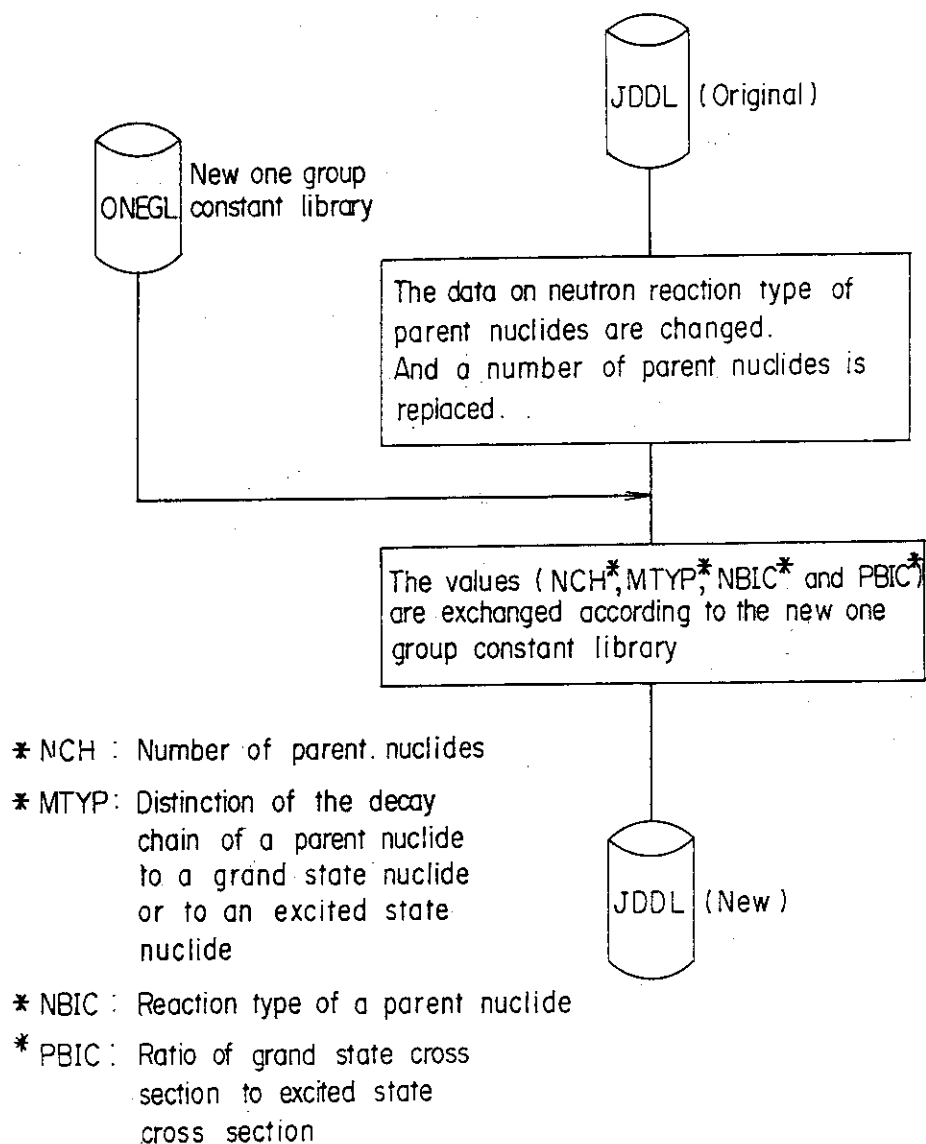 JDDL (Original)
ONEGL
New one group
constant library
The data on neutron reaction type of
parent nuclides are changed.
And a number of parent nuclides is
replaced.
The values (NCH*, MTYP*, NBIC* and PBIC*)
are exchanged according to the new one
group constant library
* NCH : Number of parent nuclides
* MTYP : Distinction of the decay
chain of a parent nuclide
to a grand state nuclide
or to an excited state
nuclide
JDDL (New)
* NBIC : Reaction type of a parent nuclide
* PBIC : Ratio of grand state cross
section to excited state
cross section